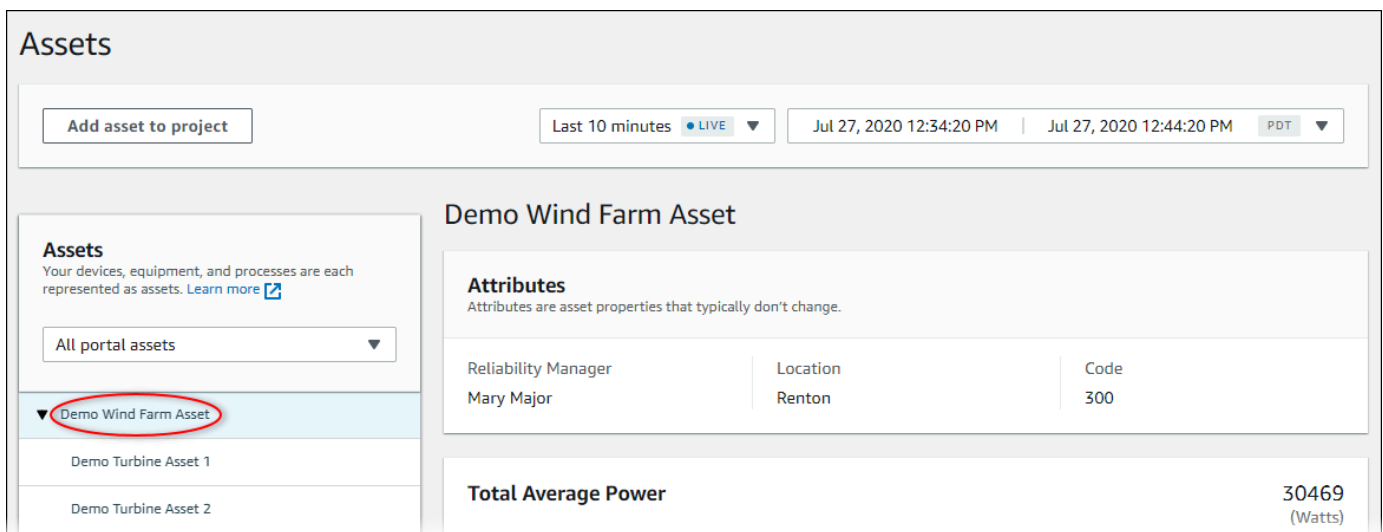 Assets
Add asset to project
Last 10 minutes LIVE
Jul 27, 2020 12:34:20 PM Jul 27, 2020 12:44:20 PM PDT
Assets
Your devices, equipment, and processes are each
represented as assets. Learn more
All portal assets
Demo Wind Farm Asset
Demo Turbine Asset 1
Demo Turbine Asset 2
Demo Wind Farm Asset
Attributes
Attributes are asset properties that typically don’t change.
Reliability Manager
Mary Major
Location
Renton
Code
300
Total Average Power
30469
(Watts)